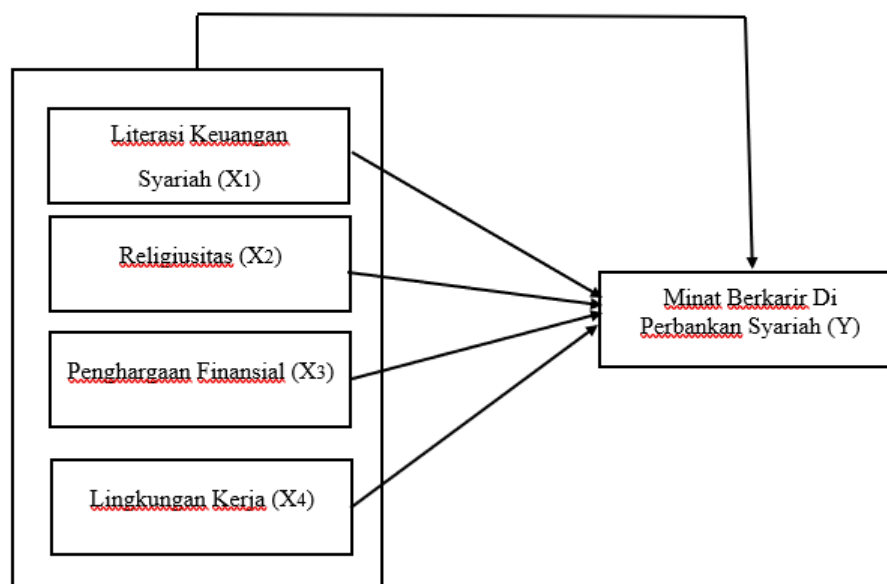 Literasi Keuangan
Syariah (X1)
Religiusitas (X2)
Penghargaan Finansial (X3)
Lingkungan Kerja (X4)
Minat Berkarir Di
Perbankan Syariah (Y)